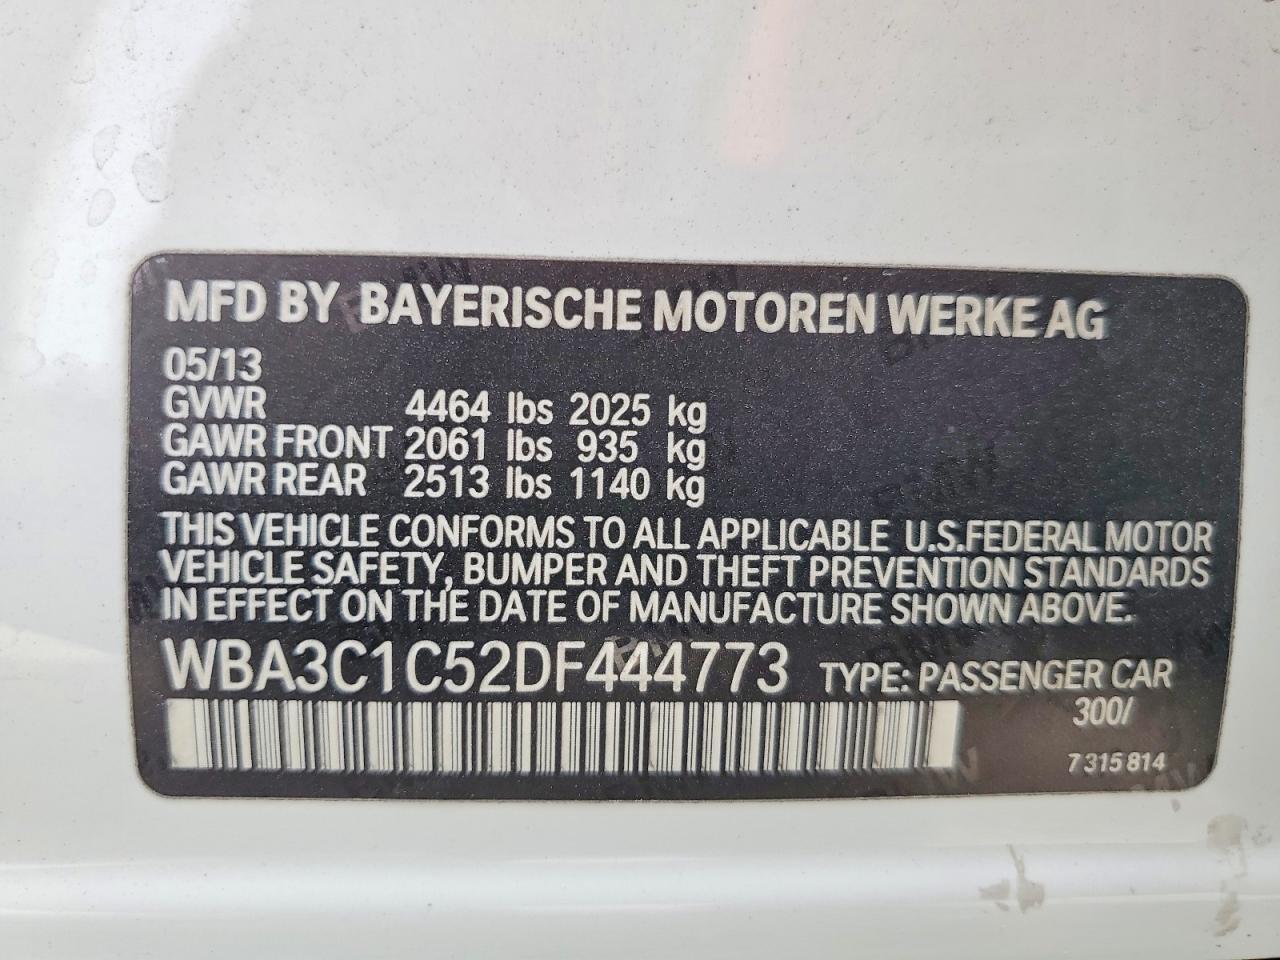 MFD BY BAYERISCHE MOTOREN WERKE AG
05/13
GVWR 4464 lbs 2025 kg
GAWR FRONT 2061 lbs 935 kg
GAWR REAR 2513 lbs 1140 kg
THIS VEHICLE CONFORMS TO ALL APPLICABLE U.S.FEDERAL MOTOR
VEHICLE SAFETY, BUMPER AND THEFT PREVENTION STANDARDS
IN EFFECT ON THE DATE OF MANUFACTURE SHOWN ABOVE.
WBA3C1C52DF444773 TYPE: PASSENGER CAR
300/
7 315 814